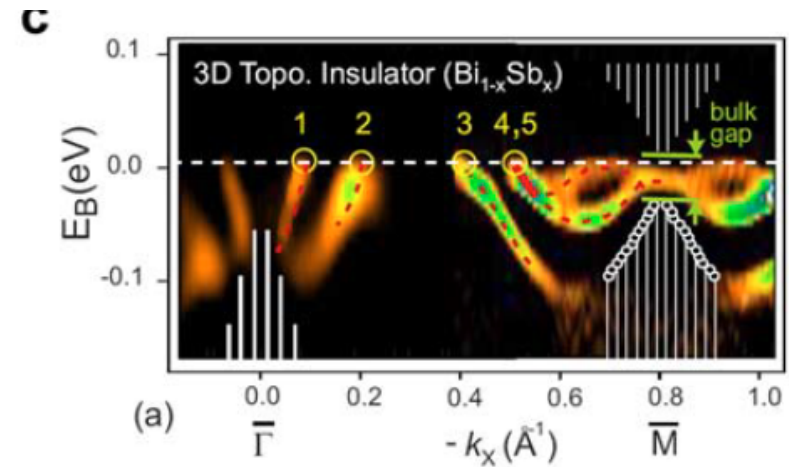 C
0.1
3D Topo. Insulator (Bi1-xSbx)
1 2 3 4,5
bulk
gap
0.0
EB(eV)
-0.1
0.0 0.2 0.4 0.6 0.8 1.0
(a) Γ̅ - kX (Å-1) M̅